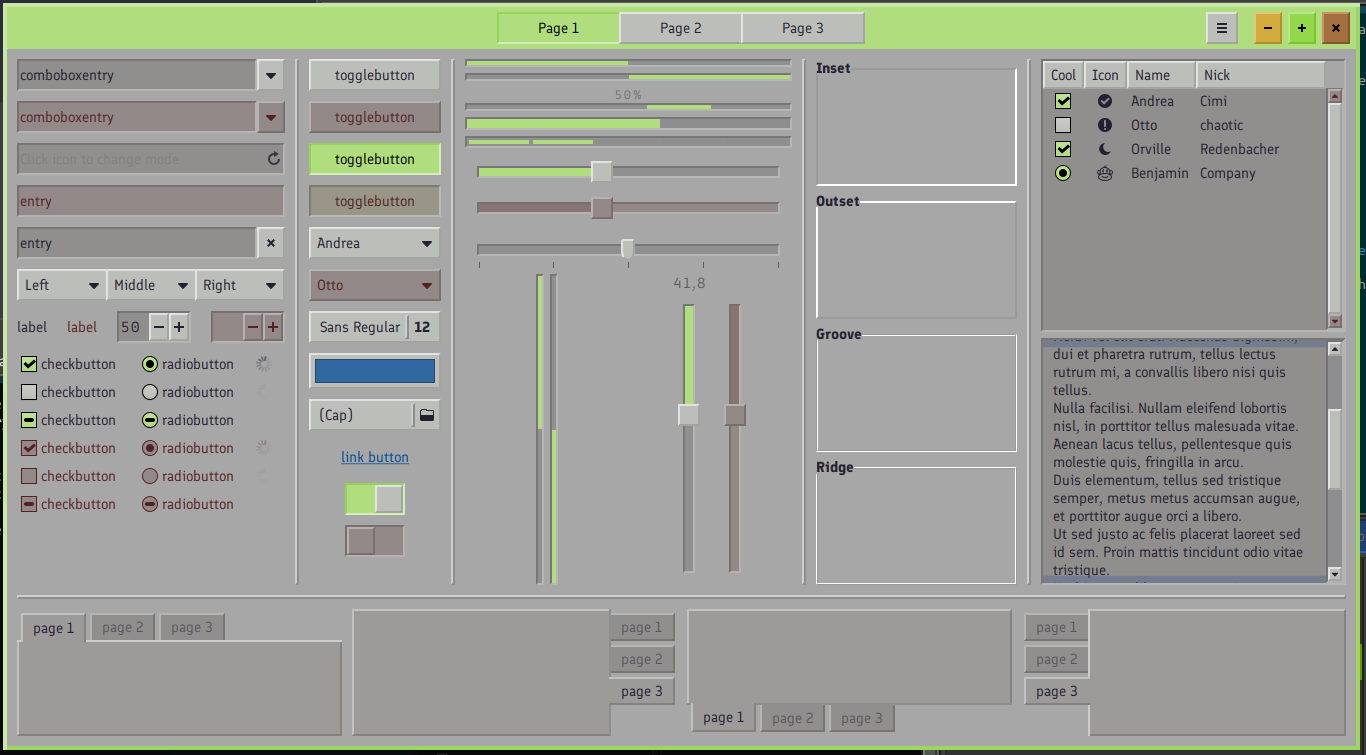 Page 1
Page 2
Page 3
comboboxentry
comboboxentry
Click icon to change mode
entry
entry
Left
Middle
Right
label
label
50
checkbutton
radiobutton
checkbutton
radiobutton
checkbutton
radiobutton
checkbutton
radiobutton
checkbutton
radiobutton
checkbutton
radiobutton
togglebutton
togglebutton
togglebutton
togglebutton
Andrea
Otto
Sans Regular 12
(Cap)
link button
50%
41,8
Inset
Outset
Groove
Ridge
Cool Icon Name Nick
Andrea Cimi
Otto chaotic
Orville Redenbacher
Benjamin Company
dui et pharetra rutrum, tellus lectus
rutrum mi, a convallis libero nisi quis
tellus.
Nulla facilisi. Nullam eleifend lobortis
nisl, in porttitor tellus malesuada vitae.
Aenean lacus tellus, pellentesque quis
molestie quis, fringilla in arcu.
Duis elementum, tellus sed tristique
semper, metus metus accumsan augue,
et porttitor augue orci a libero.
Ut sed justo ac felis placerat laoreet sed
id sem. Proin mattis tincidunt odio vitae
tristique.
page 1
page 2
page 3
page 1
page 2
page 3
page 1
page 2
page 3
page 1
page 2
page 3